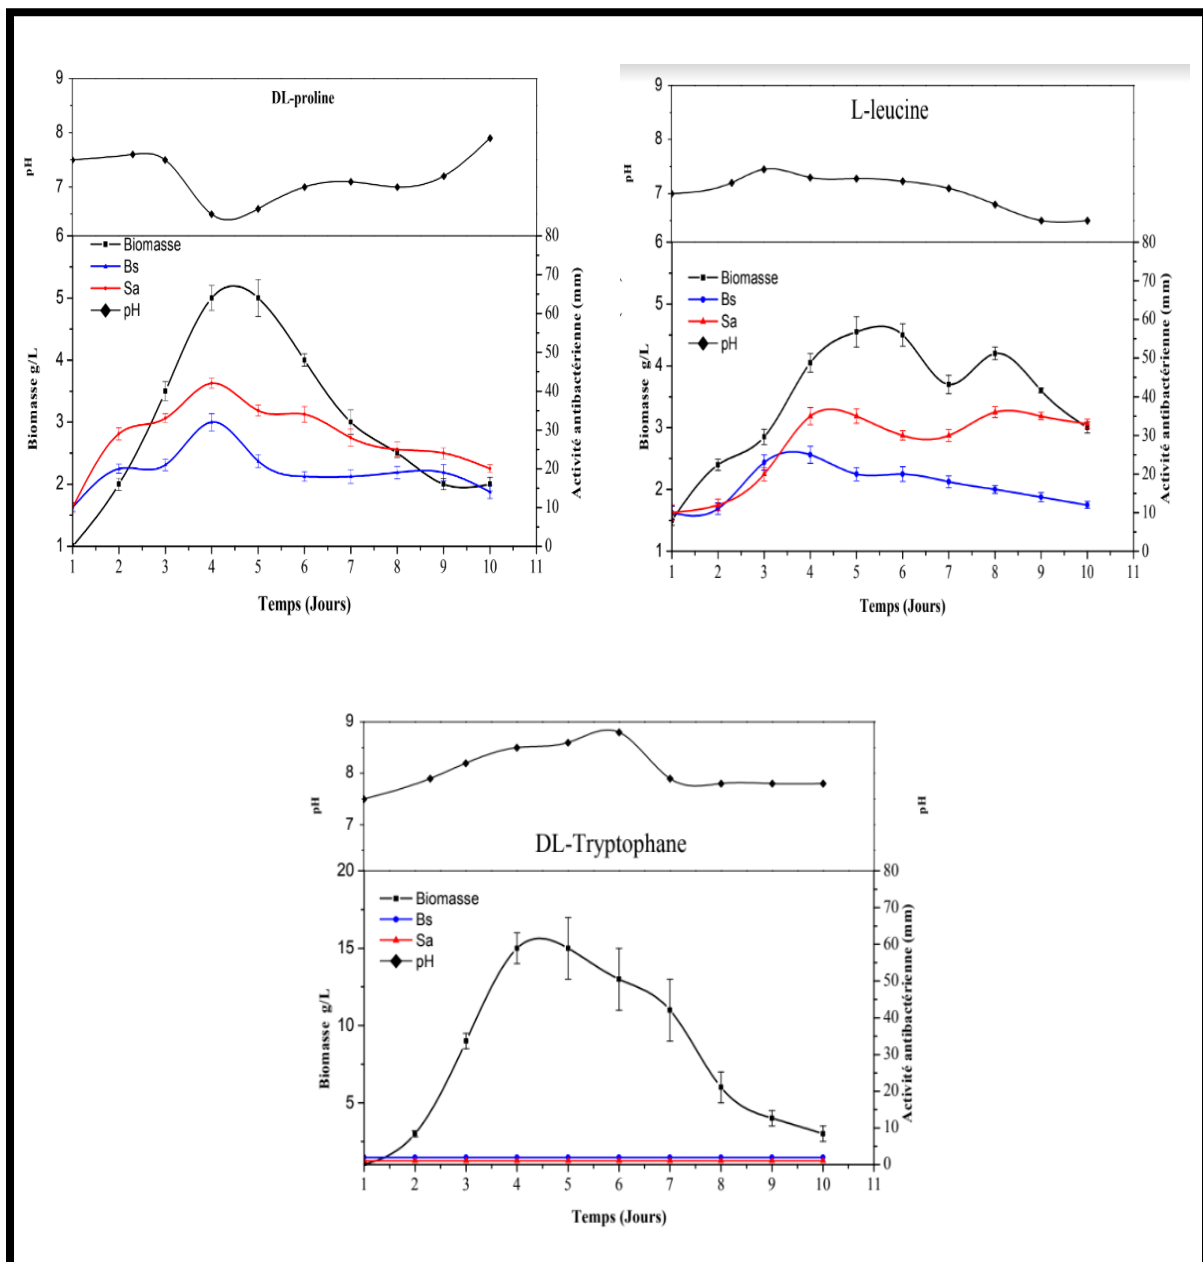 DL-proline
9
8
7
6
pH
Biomasse
Bs
Sa
pH
5
4
3
2
1
Biomasse g/L
80
70
60
50
40
30
20
10
0
Activité antibactérienne (mm)
1 2 3 4 5 6 7 8 9 10 11
Temps (Jours)
L-leucine
9
8
7
6
pH
Biomasse
Bs
Sa
pH
5
4
3
2
1
Biomasse g/L
80
70
60
50
40
30
20
10
0
Activité antibactérienne (mm)
1 2 3 4 5 6 7 8 9 10 11
Temps (Jours)
9
8
7
pH
pH
DL-Tryptophane
20
15
10
5
Biomasse g/L
Biomasse
Bs
Sa
pH
80
70
60
50
40
30
20
10
0
Activité antibactérienne (mm)
1 2 3 4 5 6 7 8 9 10 11
Temps (Jours)